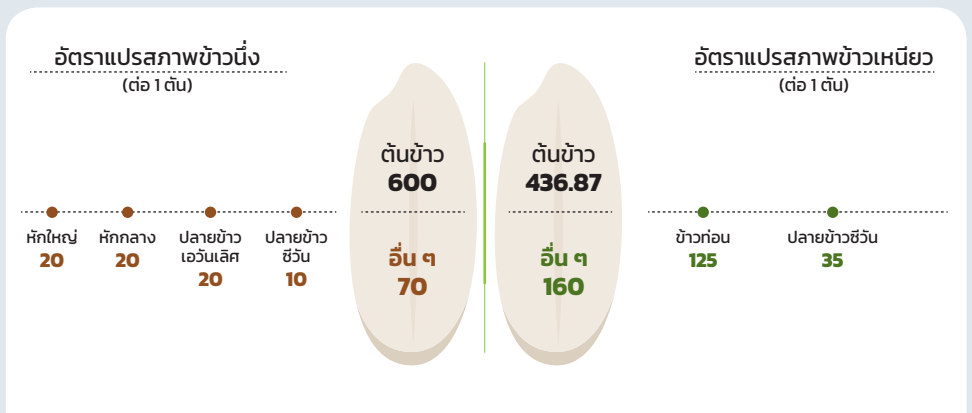 อัตราแปรสภาพข้าวนึ่ง
(ต่อ 1 ตัน)
หักใหญ่
20
หักกลาง
20
ปลายข้าว
เอวันเลิศ
20
ปลายข้าว
ซีวัน
10
ต้นข้าว
600
อื่น ๆ
70
ต้นข้าว
436.87
อื่น ๆ
160
อัตราแปรสภาพข้าวเหนียว
(ต่อ 1 ตัน)
ข้าวท่อน
125
ปลายข้าวซีวัน
35